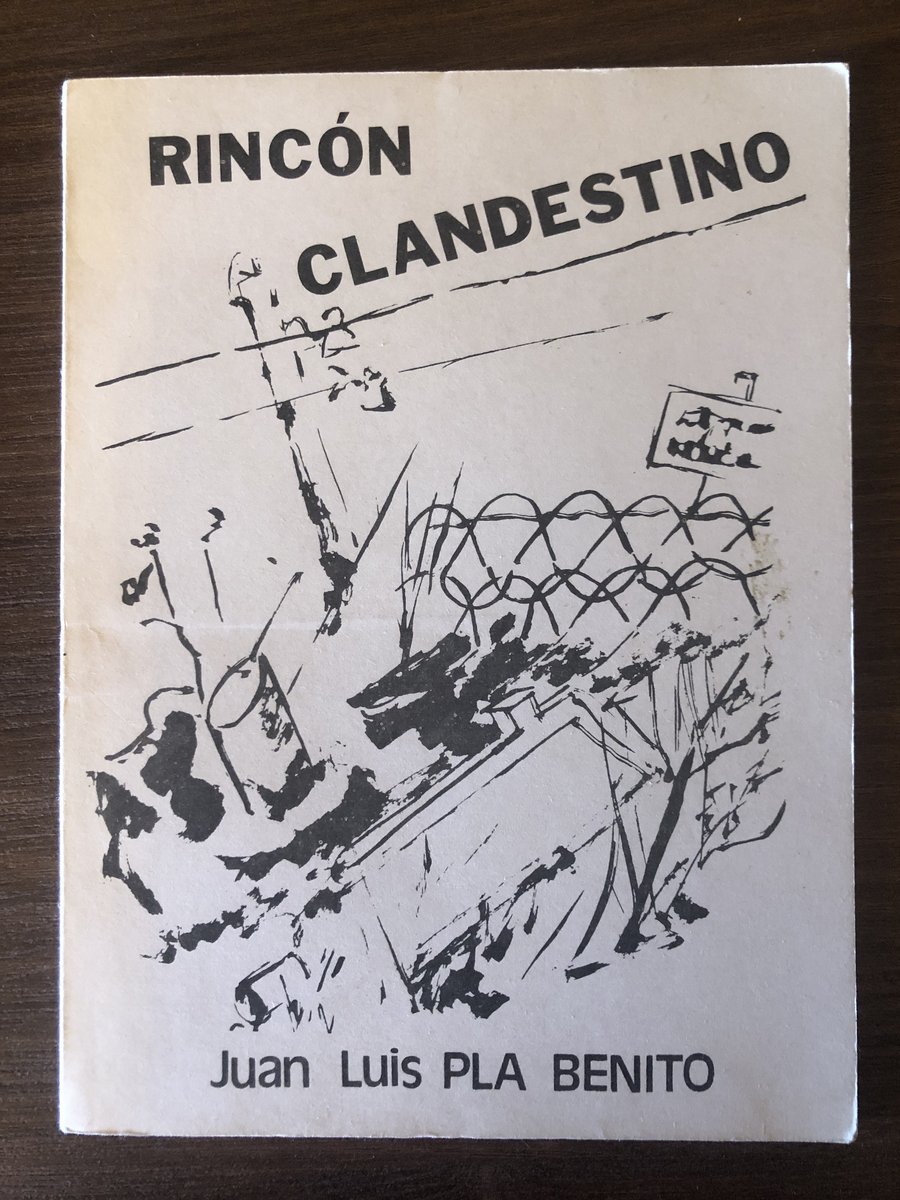 RINCÓN
CLANDESTINO
Juan Luis PLA BENITO